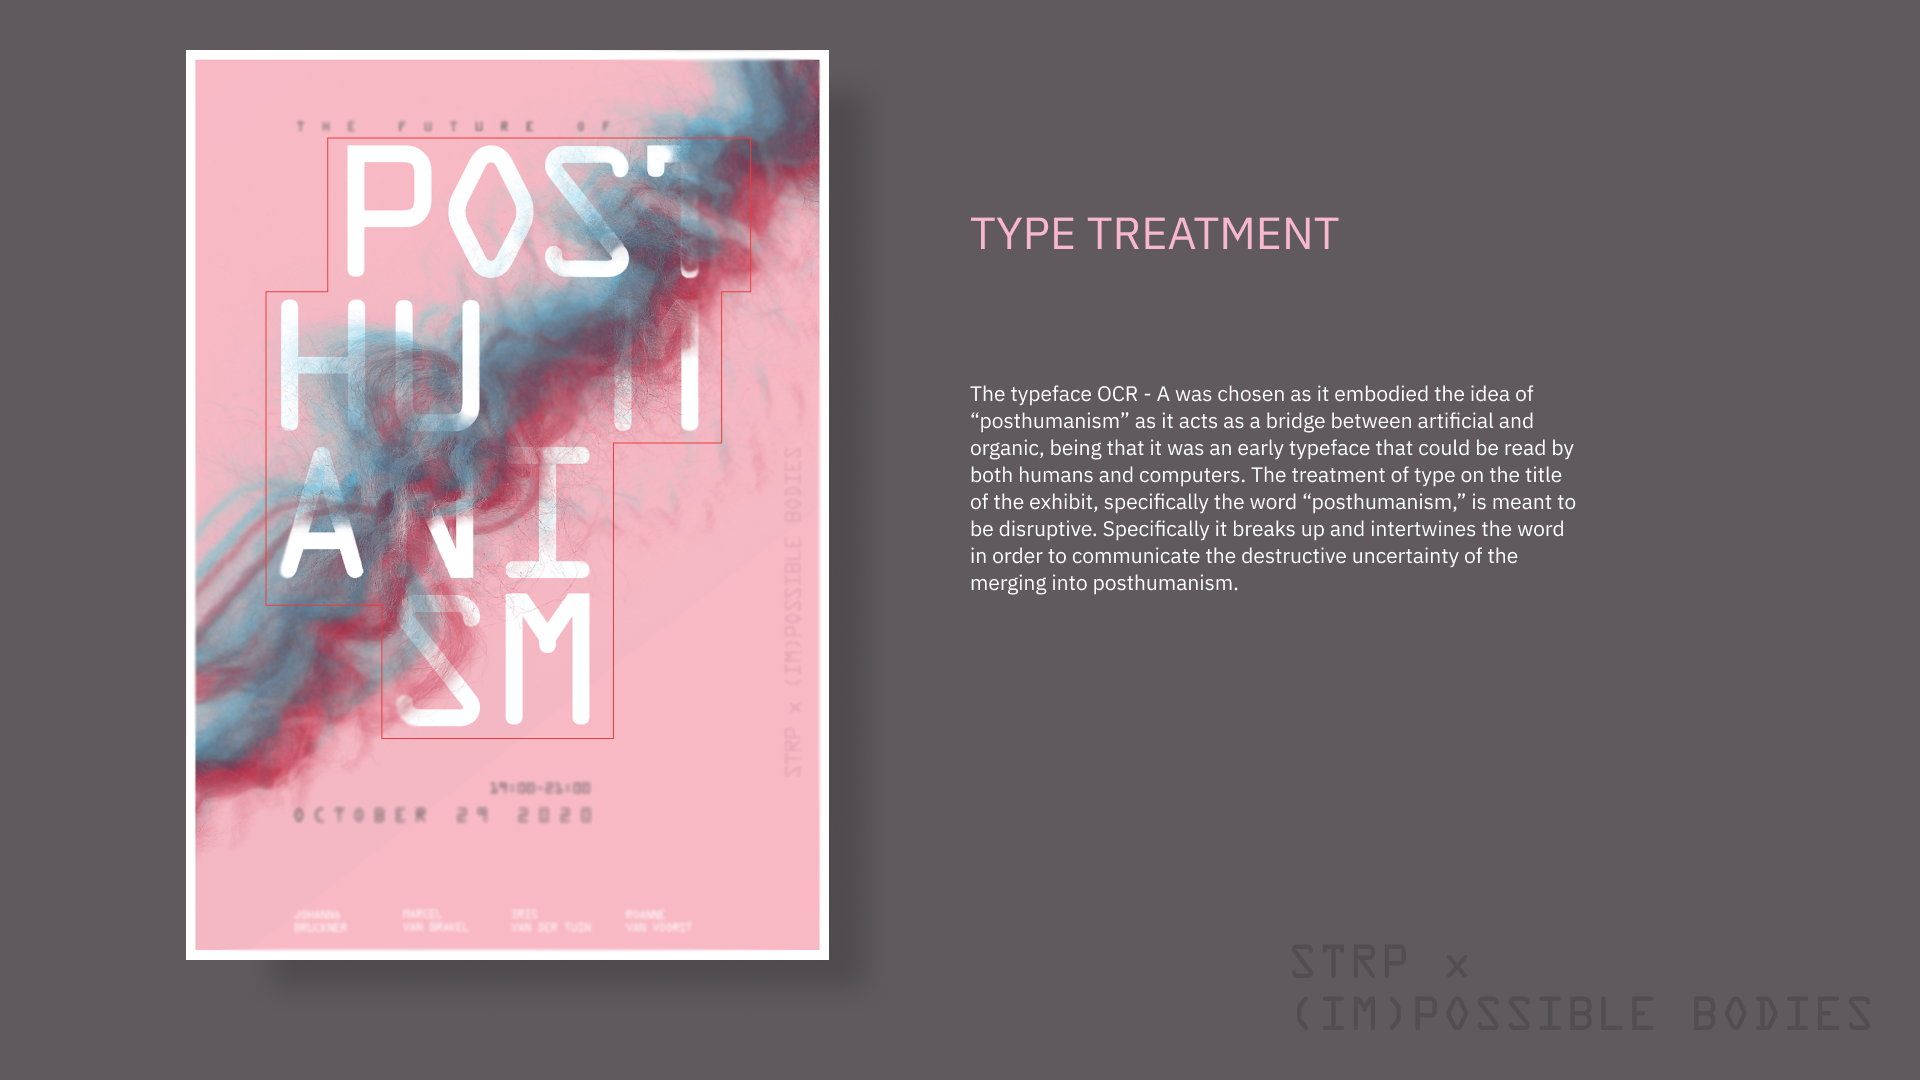 THE FUTURE OF
POST
HUM
ANI
SM
STRP x (IM)POSSIBLE BODIES
19:00-21:00
OCTOBER 29 2020
JOHANNA
BRUCKNER
MARCEL
VAN BRAKEL
IRIS
VAN DER TUIN
ROANNE
VAN VOORST
TYPE TREATMENT
The typeface OCR - A was chosen as it embodied the idea of
“posthumanism” as it acts as a bridge between artificial and
organic, being that it was an early typeface that could be read by
both humans and computers. The treatment of type on the title
of the exhibit, specifically the word “posthumanism,” is meant to
be disruptive. Specifically it breaks up and intertwines the word
in order to communicate the destructive uncertainty of the
merging into posthumanism.
STRP x
(IM)POSSIBLE BODIES